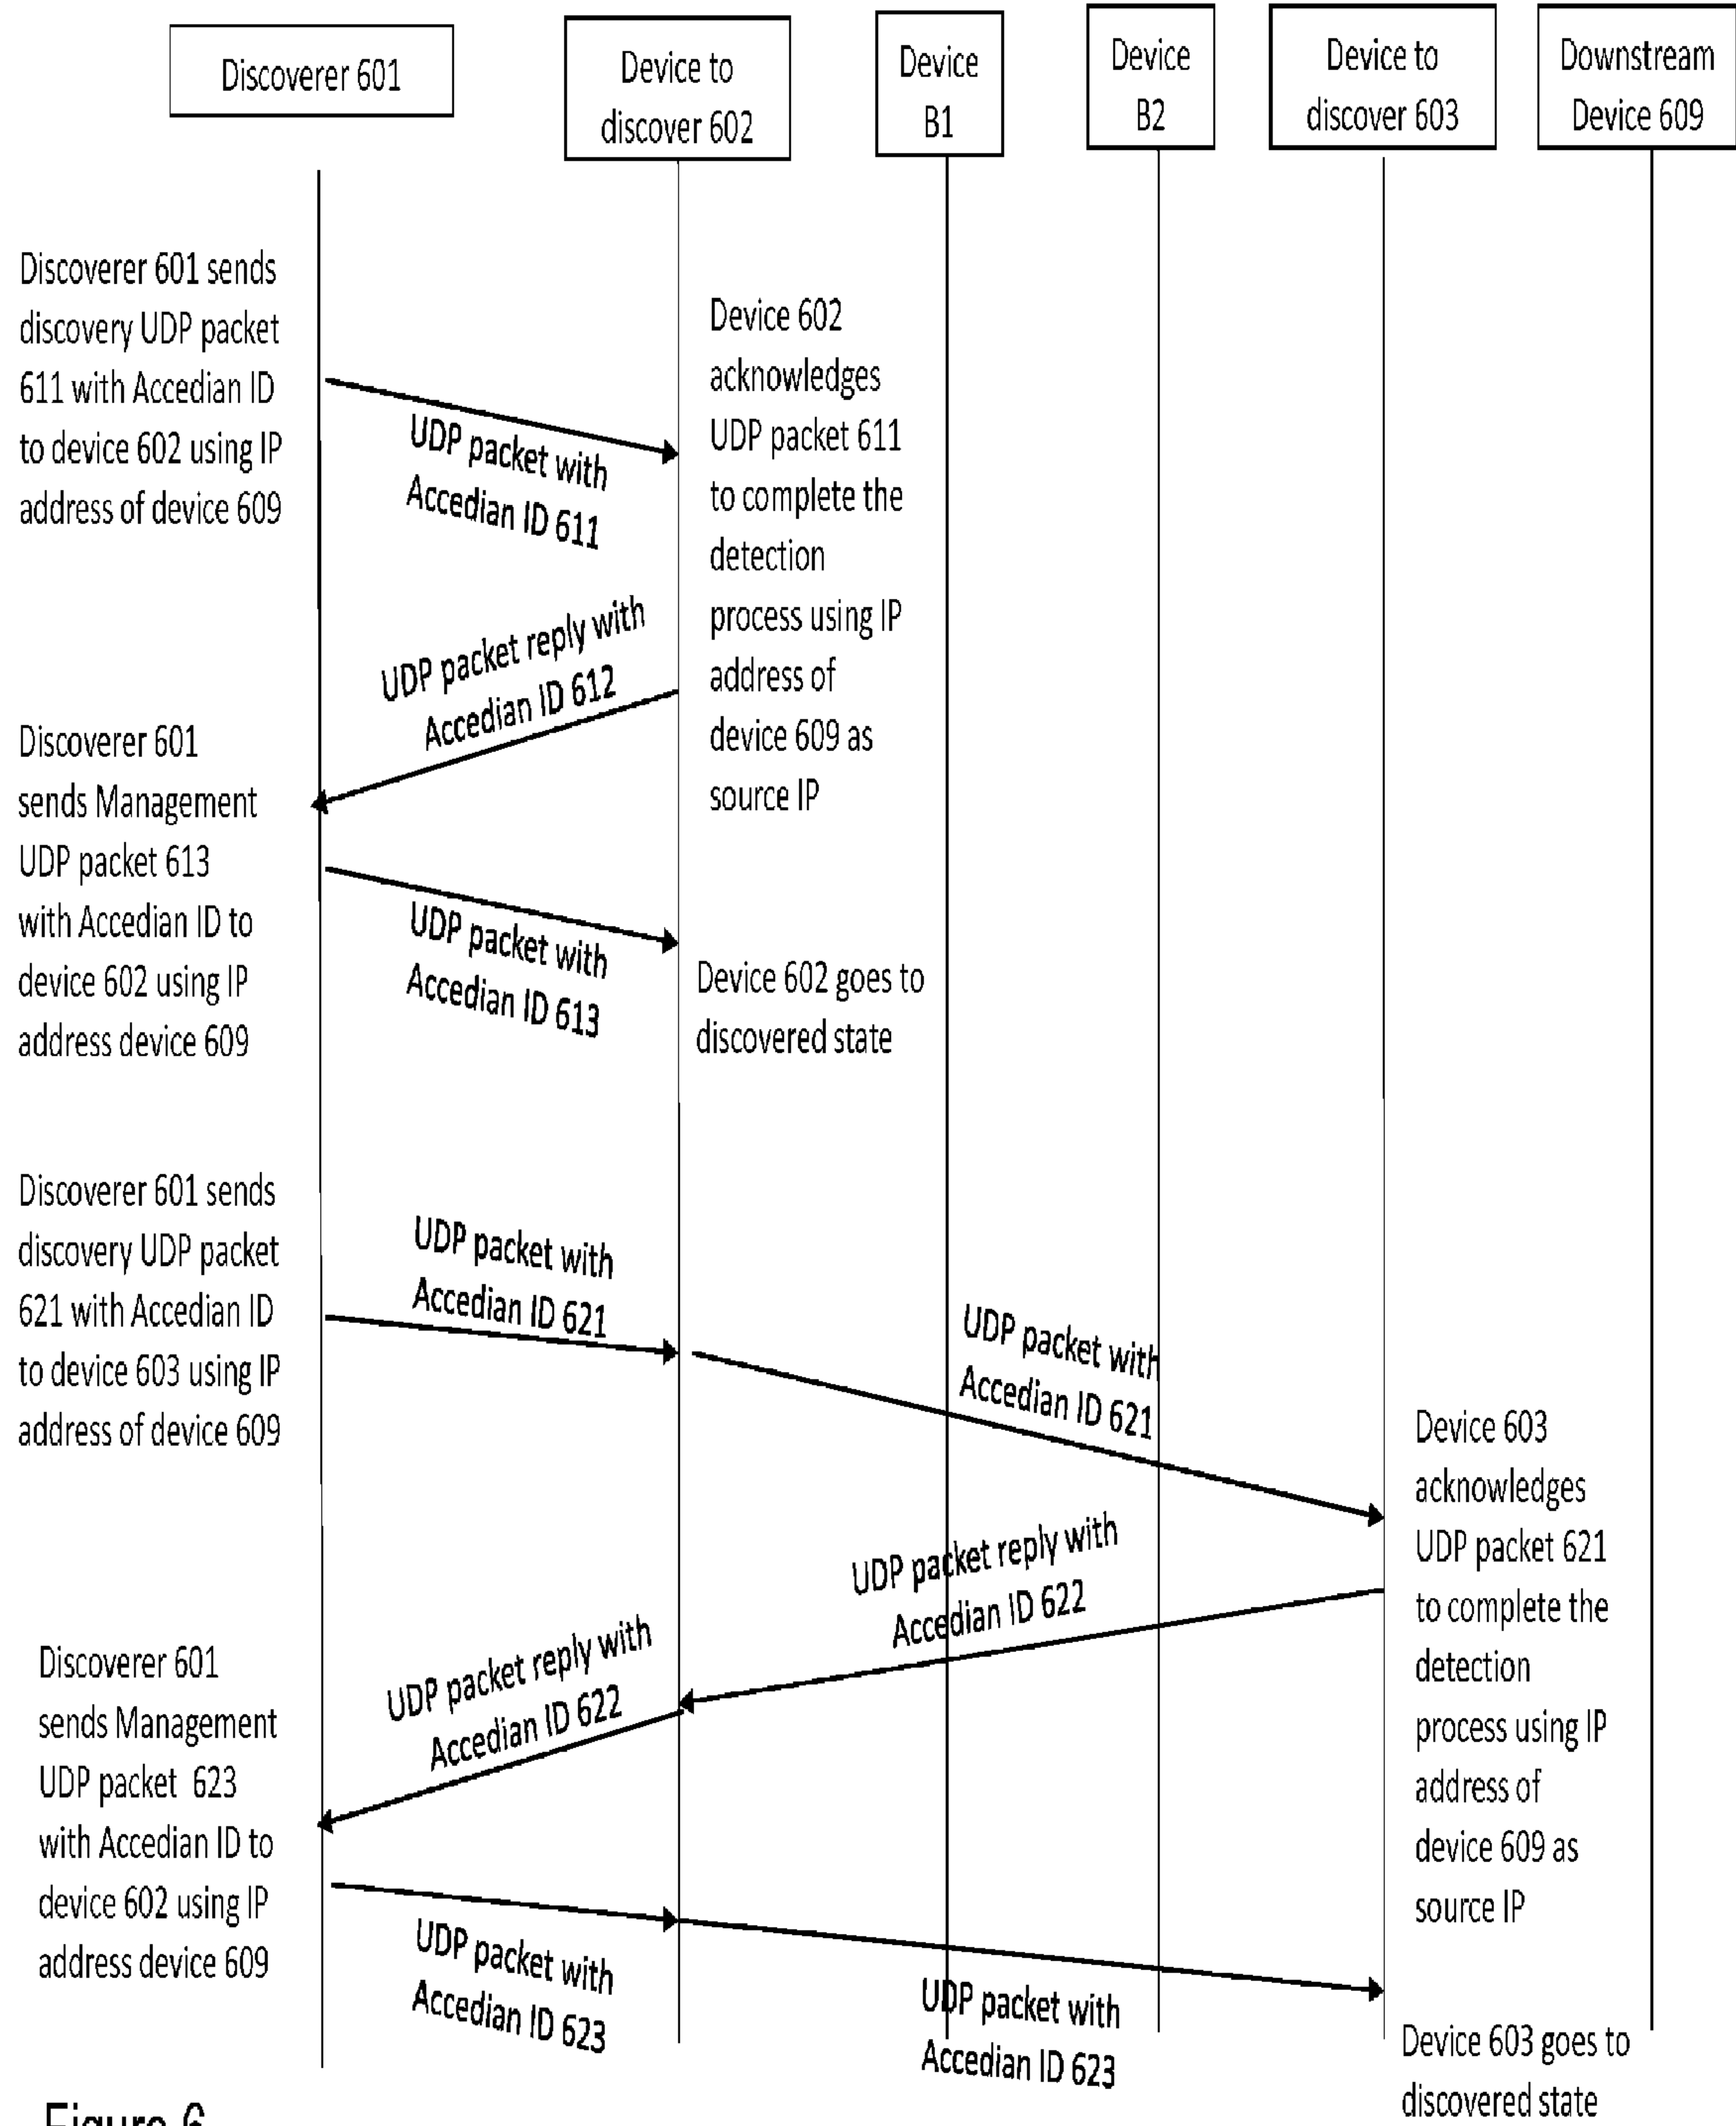 Discoverer 601
Device to
discover 602
Device
B1
Device
B2
Device to
discover 603
Downstream
Device 609
Discoverer 601 sends
discovery UDP packet
611 with Accedian ID
to device 602 using IP
address of device 609
UDP packet with
Accedian ID 611
Device 602
acknowledges
UDP packet 611
to complete the
detection
process using IP
address of
device 609 as
source IP
UDP packet reply with
Accedian ID 612
Discoverer 601
sends Management
UDP packet 613
with Accedian ID to
device 602 using IP
address device 609
UDP packet with
Accedian ID 613
Device 602 goes to
discovered state
Discoverer 601 sends
discovery UDP packet
621 with Accedian ID
to device 603 using IP
address of device 609
UDP packet with
Accedian ID 621
UDP packet with
Accedian ID 621
Device 603
acknowledges
UDP packet 621
to complete the
detection
process using IP
address of
device 609 as
source IP
UDP packet reply with
Accedian ID 622
UDP packet reply with
Accedian ID 622
Discoverer 601
sends Management
UDP packet 623
with Accedian ID to
device 602 using IP
address device 609
UDP packet with
Accedian ID 623
UDP packet with
Accedian ID 623
Device 603 goes to
discovered state
Figure 6